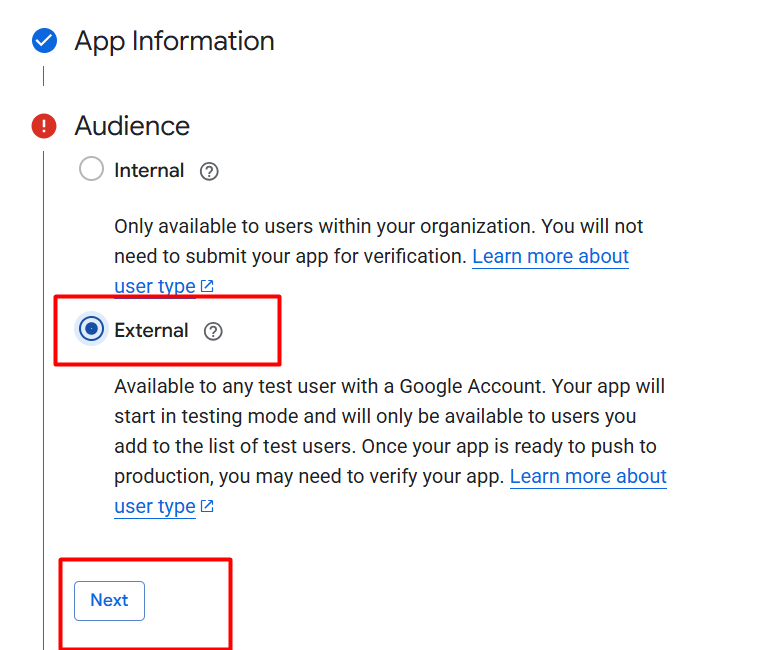 App Information
Audience
Internal
Only available to users within your organization. You will not
need to submit your app for verification. Learn more about
user type
External
Available to any test user with a Google Account. Your app will
start in testing mode and will only be available to users you
add to the list of test users. Once your app is ready to push to
production, you may need to verify your app. Learn more about
user type
Next